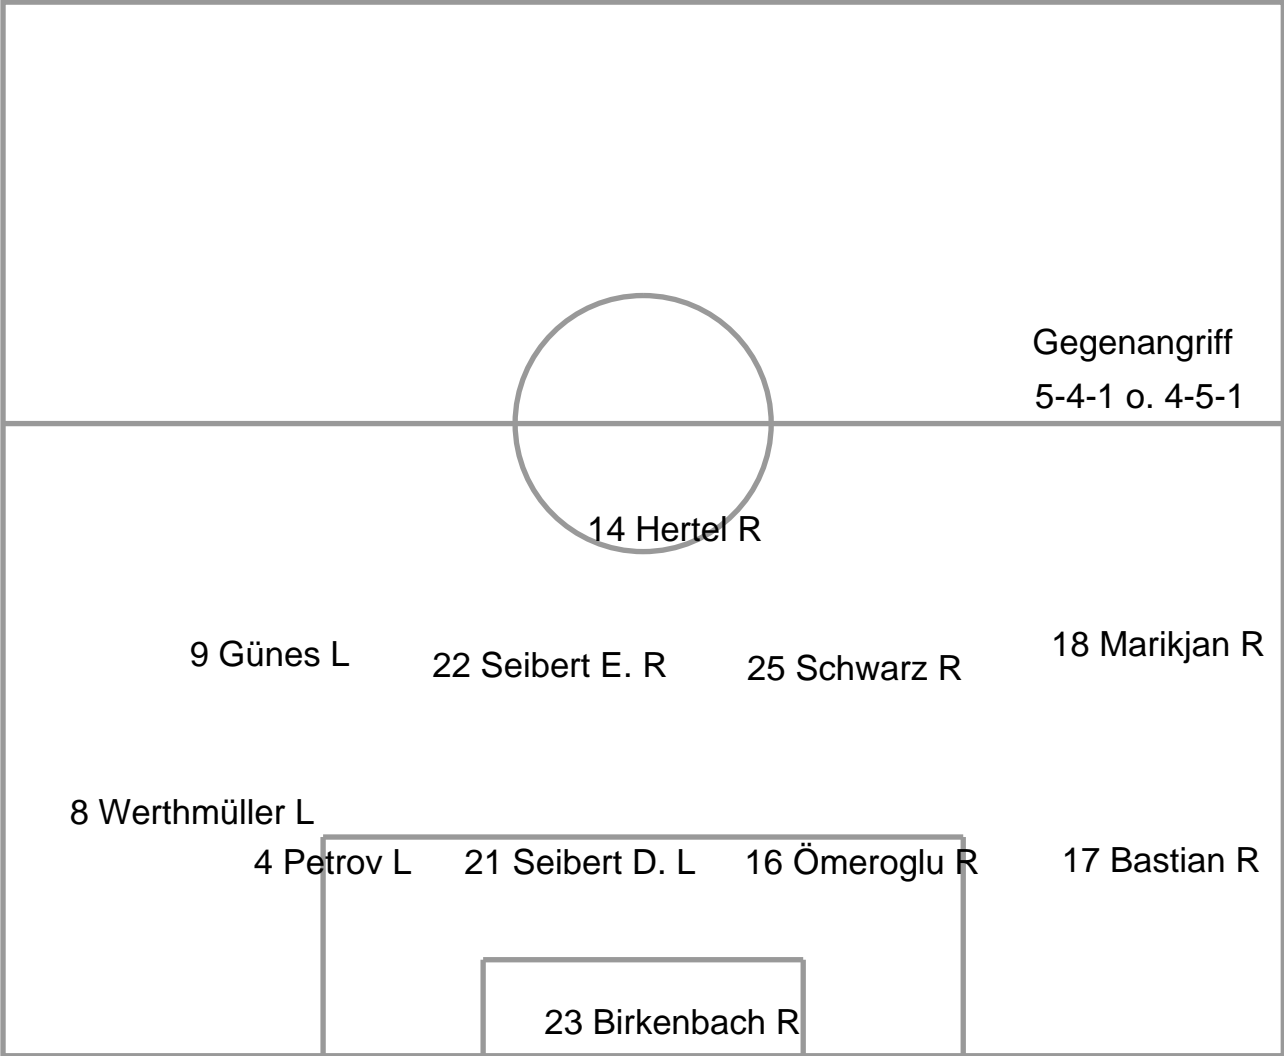 Gegenangriff
5-4-1 o. 4-5-1
14 Hertel R
9 Günes L
22 Seibert E. R
25 Schwarz R
18 Marikjan R
8 Werthmüller L
4 Petrov L
21 Seibert D. L
16 Ömeroglu R
17 Bastian R
23 Birkenbach R